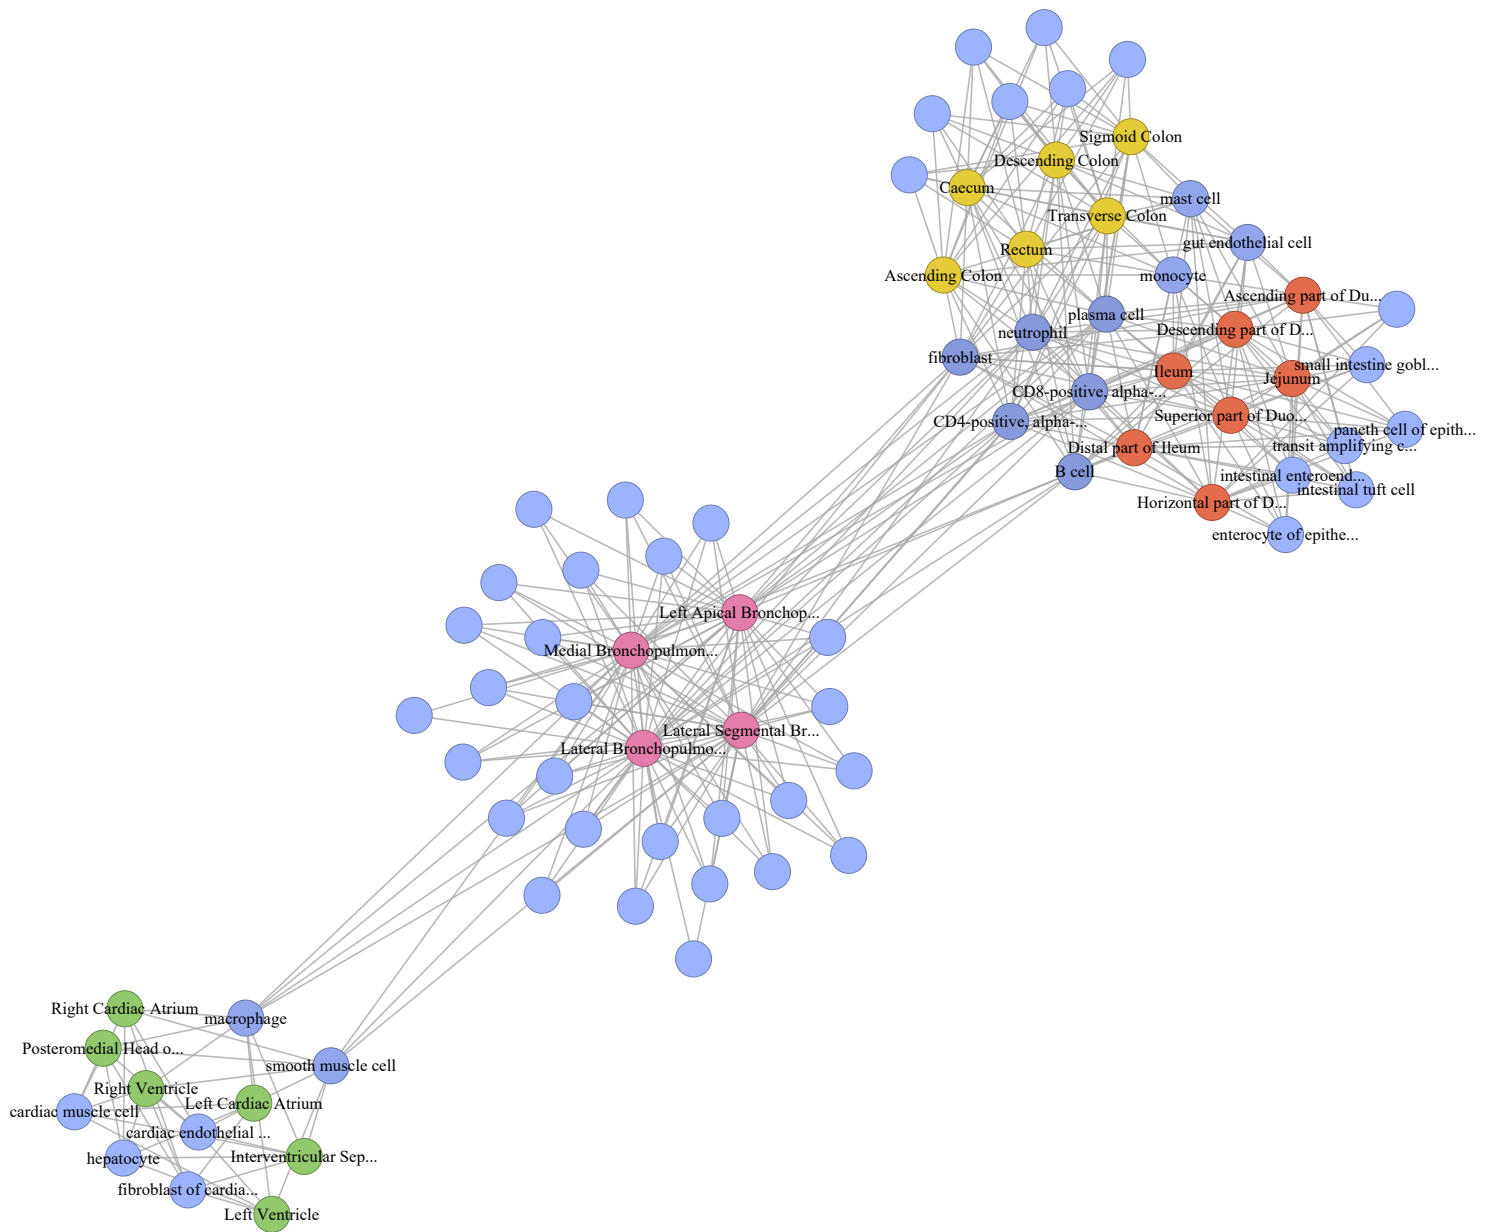 Sigmoid Colon
Descending Colon
Caecum
mast cell
Transverse Colon
gut endothelial cell
Rectum
Ascending Colon
monocyte
Ascending part of Du...
plasma cell
Descending part of D...
neutrophil
fibroblast
small intestine gobl...
Ileum
Jejunum
CD8-positive, alpha-...
Superior part of Duo...
CD4-positive, alpha-...
paneth cell of epith...
transit amplifying c...
Distal part of Ileum
B cell
intestinal enteroend...
intestinal tuft cell
Horizontal part of D...
enterocyte of epithe...
Left Apical Bronchop...
Medial Bronchopulmon...
Lateral Segmental Br...
Lateral Bronchopulmo...
Right Cardiac Atrium
macrophage
Posteromedial Head o...
smooth muscle cell
Right Ventricle
Left Cardiac Atrium
cardiac muscle cell
cardiac endothelial ...
hepatocyte
Interventricular Sep...
fibroblast of cardia...
Left Ventricle